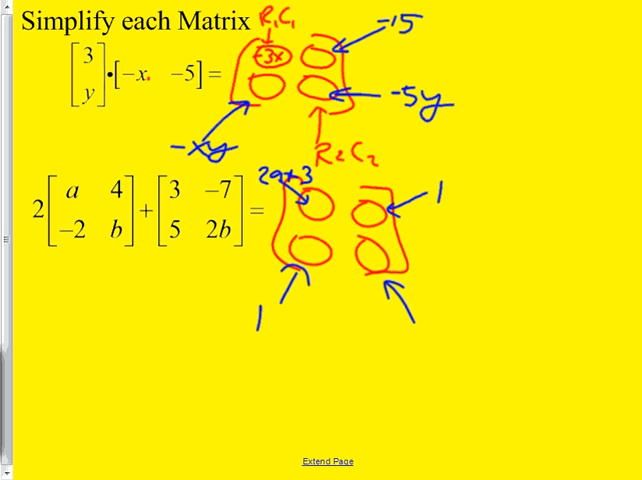 Simplify each Matrix R1C1
[3 y] • [-x. -5] = -3x -15
-5y
-xy R2C2
2a+3
2 [a 4 -2 b] + [3 -7 5 2b] = 1
1
Extend Page